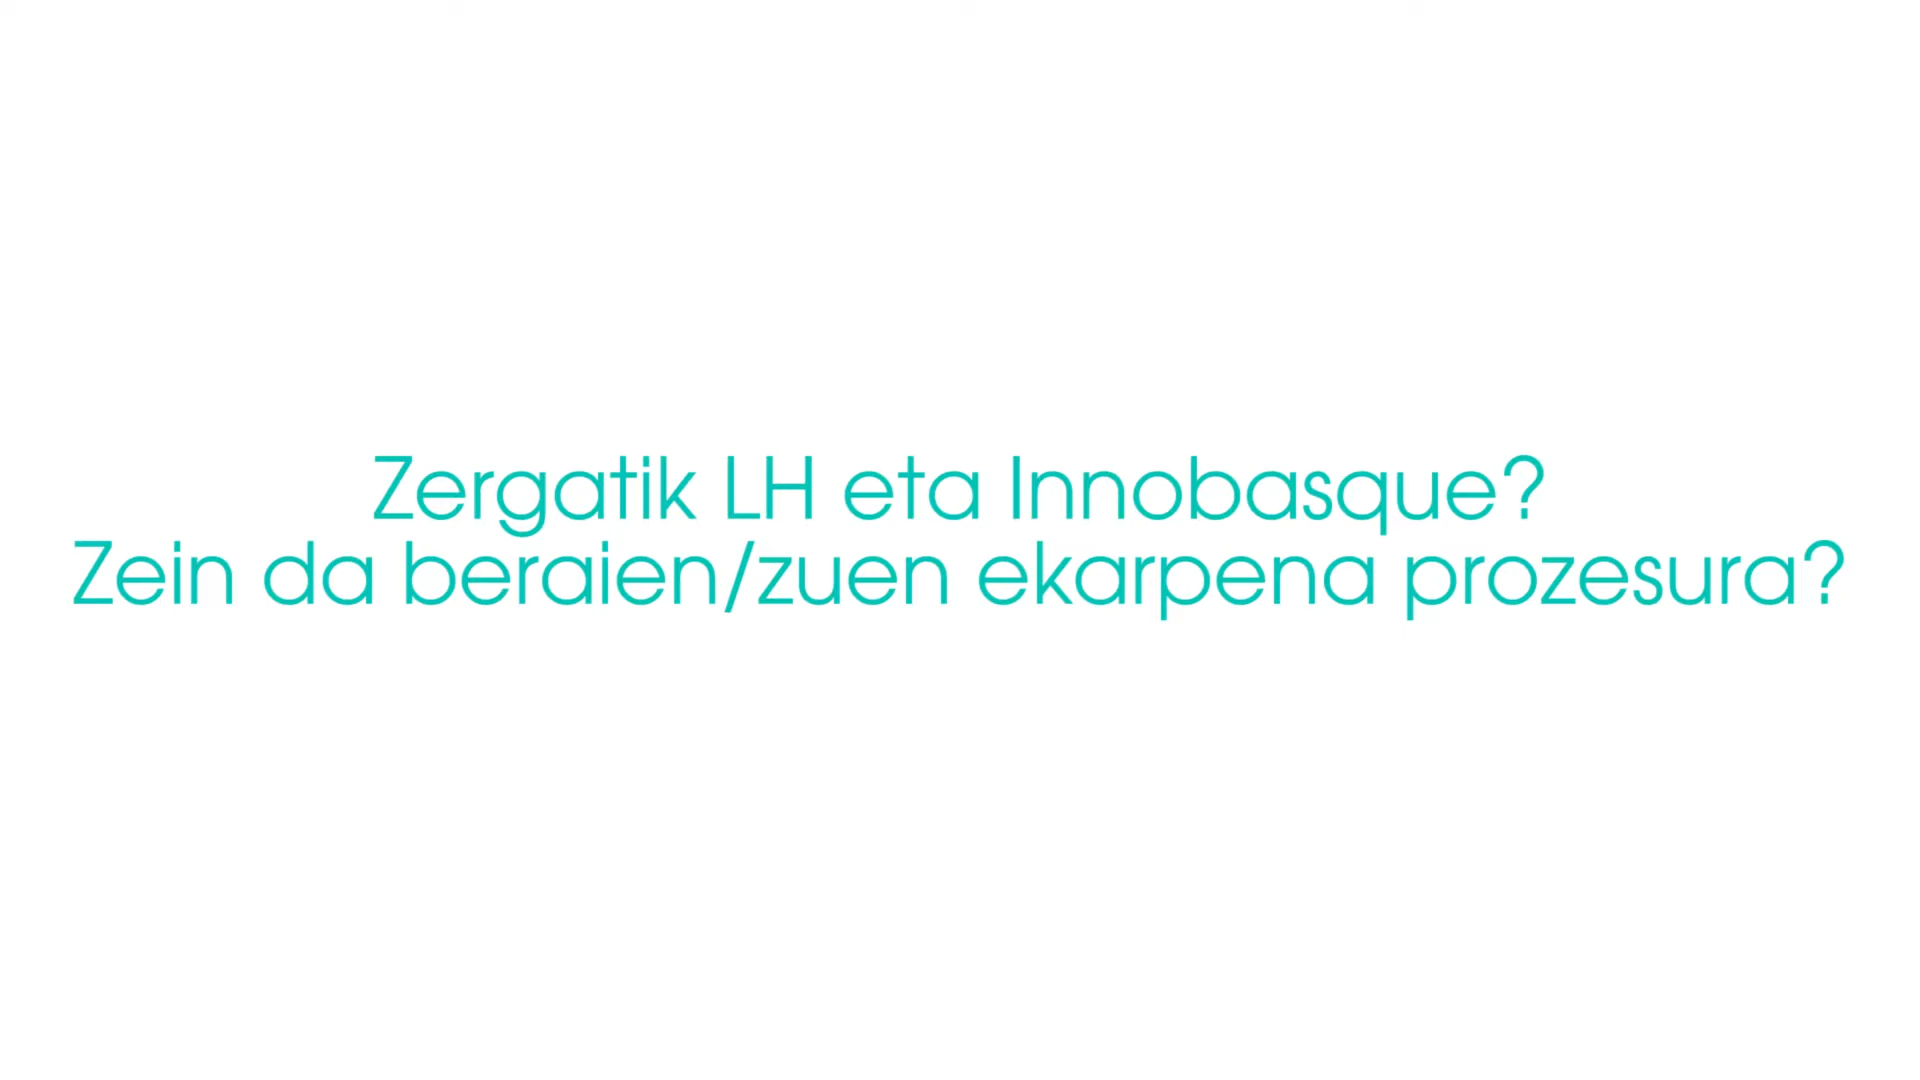 Zergatik LH eta Innobasque?
Zein da beraien/zuen ekarpena prozesura?